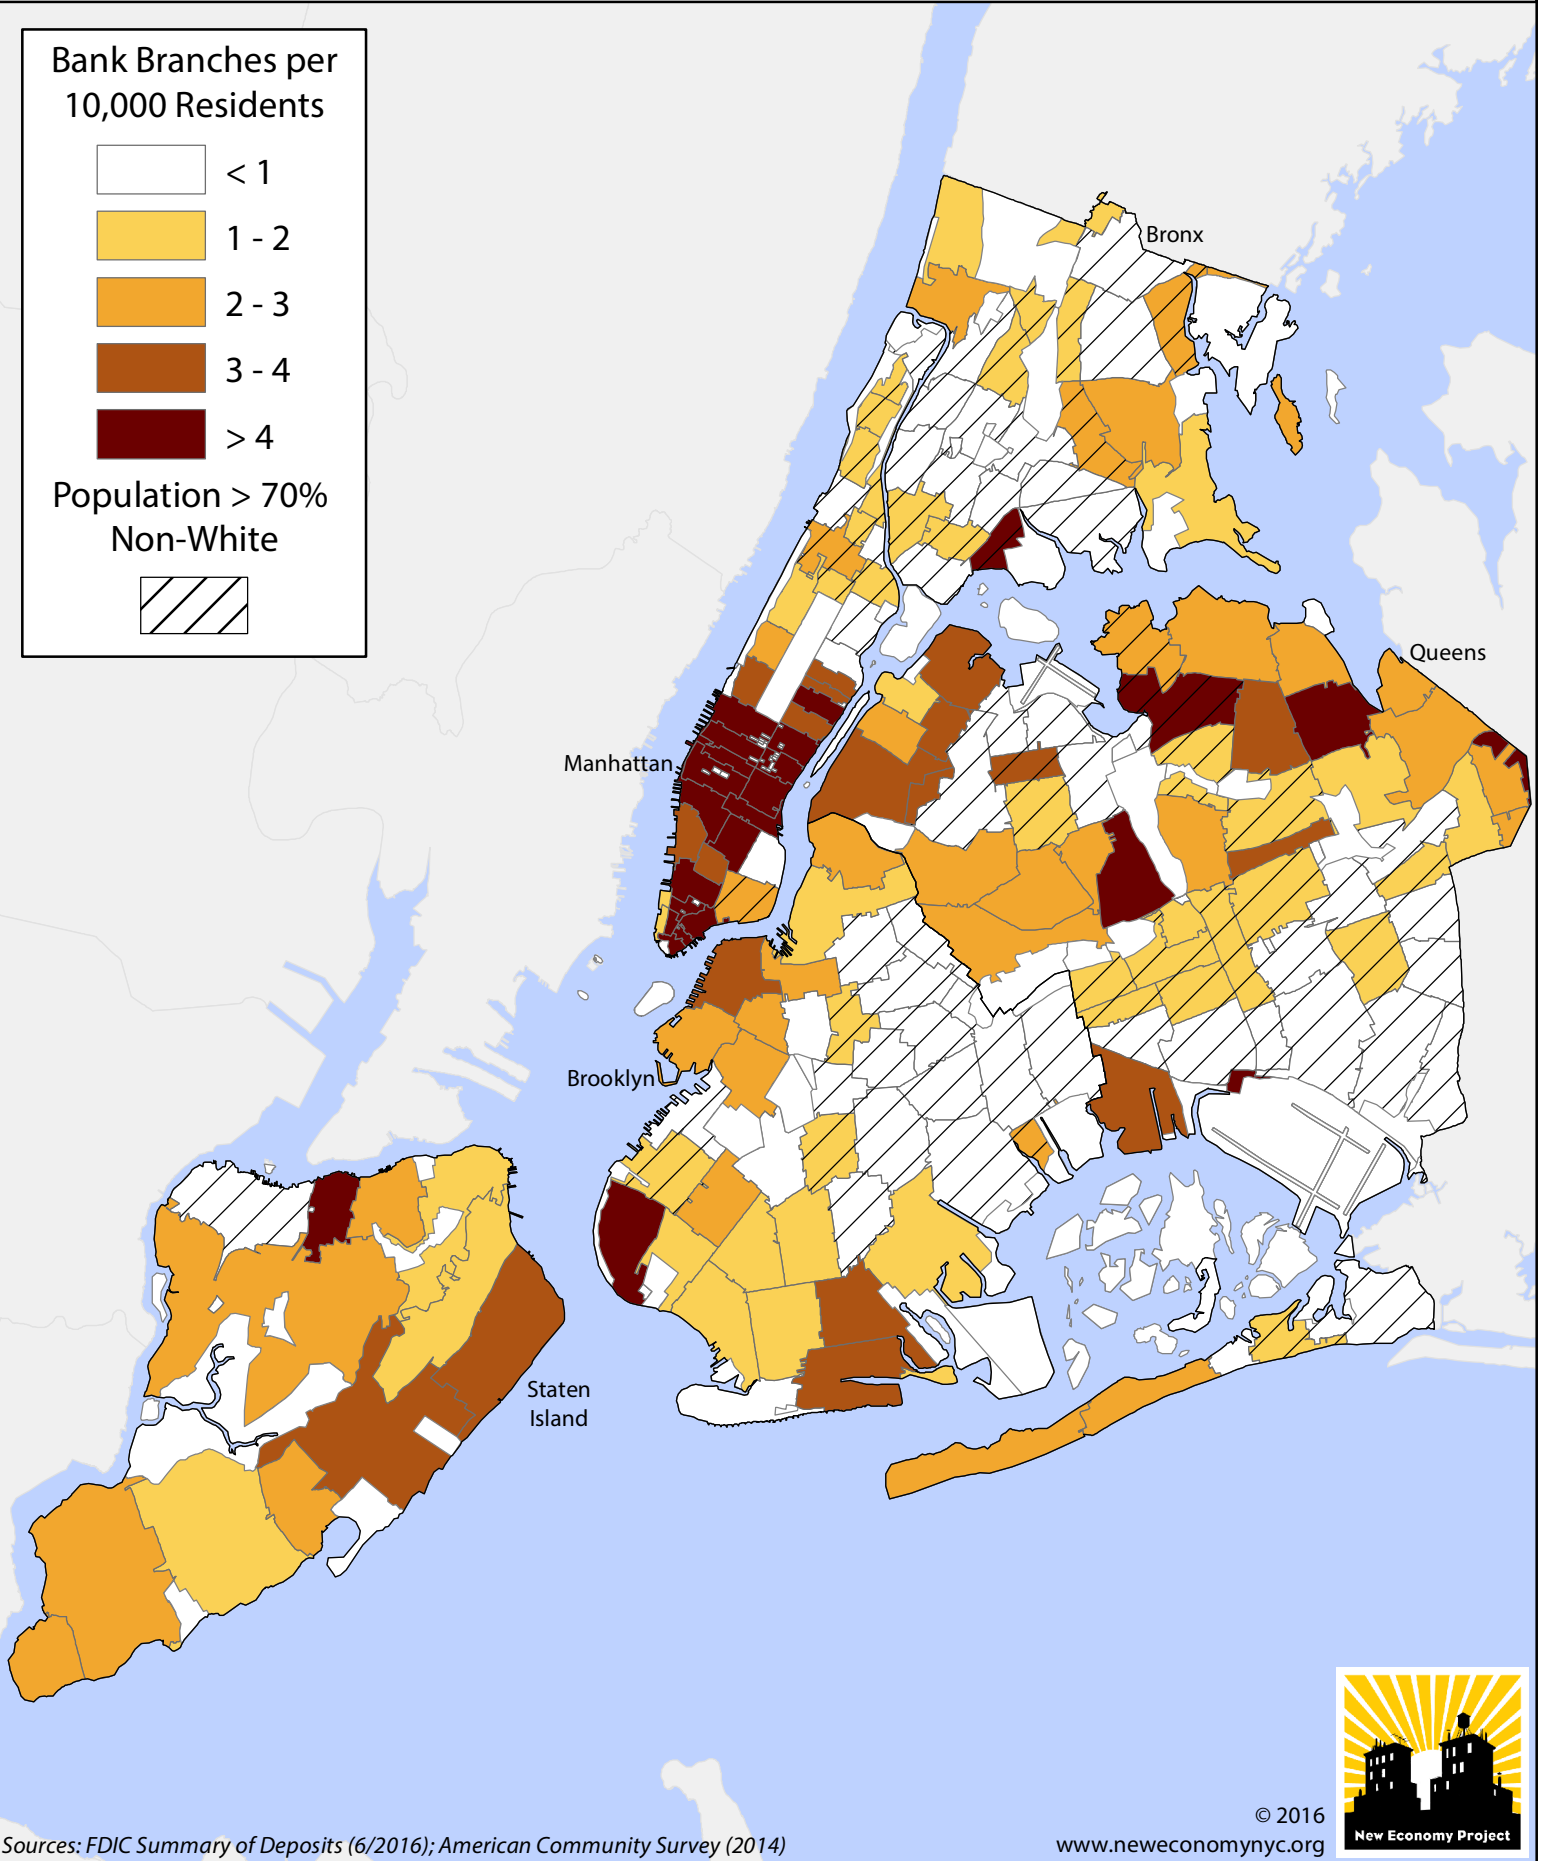 Bank Branches per
10,000 Residents
< 1
1 - 2
2 - 3
3 - 4
> 4
Population > 70%
Non-White
Bronx
Queens
Manhattan
Brooklyn
Staten
Island
Sources: FDIC Summary of Deposits (6/2016); American Community Survey (2014)
© 2016
www.neweconomynyc.org
New Economy Project